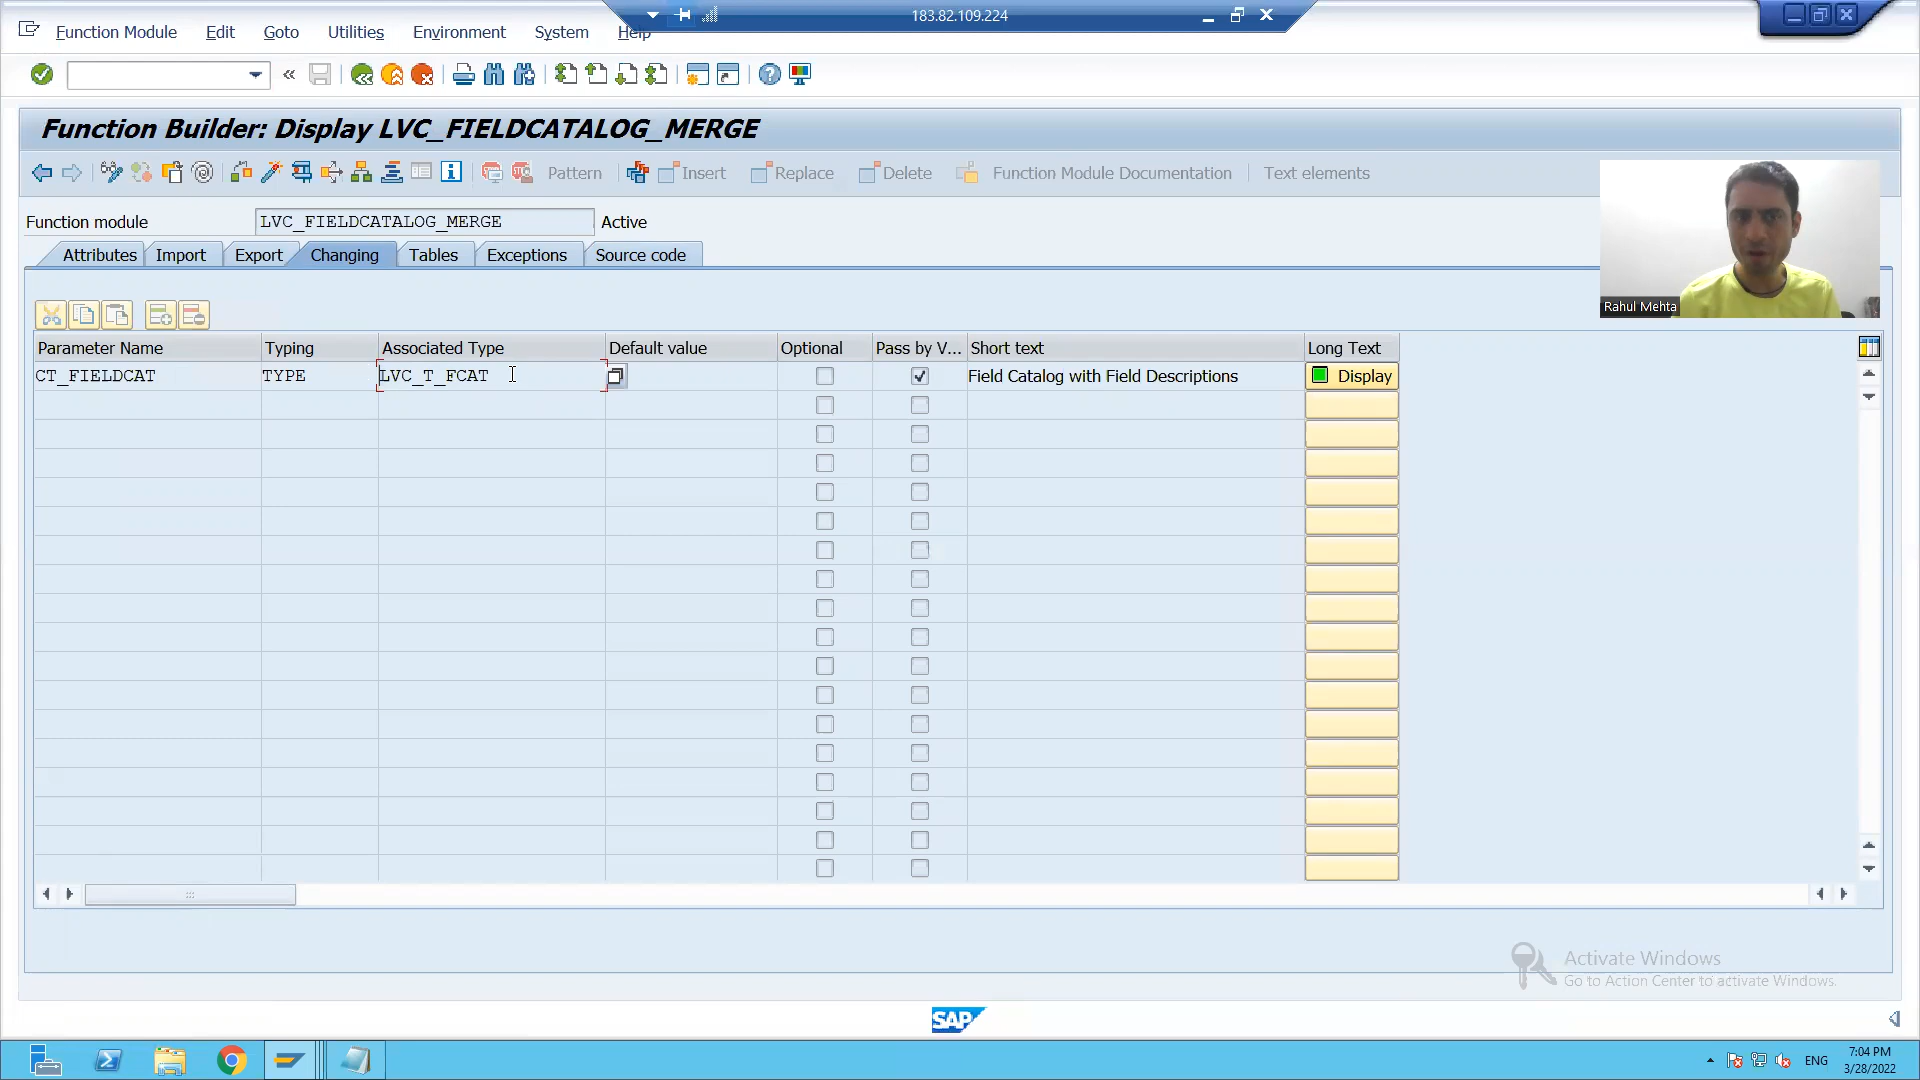 183.82.109.224
Function Module Edit Goto Utilities Environment System Help
Function Builder: Display LVC_FIELDCATALOG_MERGE
Pattern Insert Replace Delete Function Module Documentation Text elements
Function module LVC_FIELDCATALOG_MERGE Active
Attributes Import Export Changing Tables Exceptions Source code
Rahul Mehta
Parameter Name Typing Associated Type Default value Optional Pass by V... Short text Long Text
CT_FIELDCAT TYPE LVC_T_FCAT Field Catalog with Field Descriptions Display
Activate Windows
Go to Action Center to activate Windows.
SAP
ENG
7:04 PM
3/28/2022